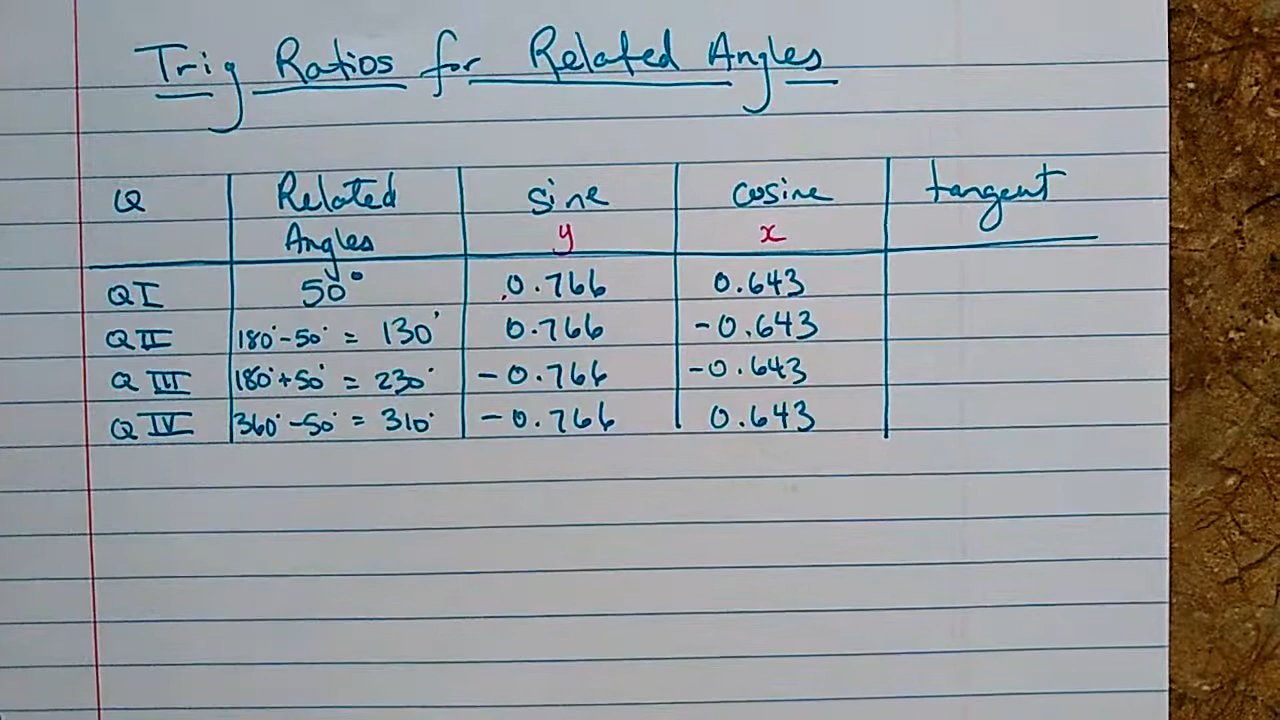 Trig Ratios for Related Angles
Q Related sine cosine tangent
Angles y x
QI 50° 0.766 0.643
QII 180°-50° = 130° 0.766 -0.643
QIII 180°+50° = 230° -0.766 -0.643
QIV 360°-50° = 310° -0.766 0.643